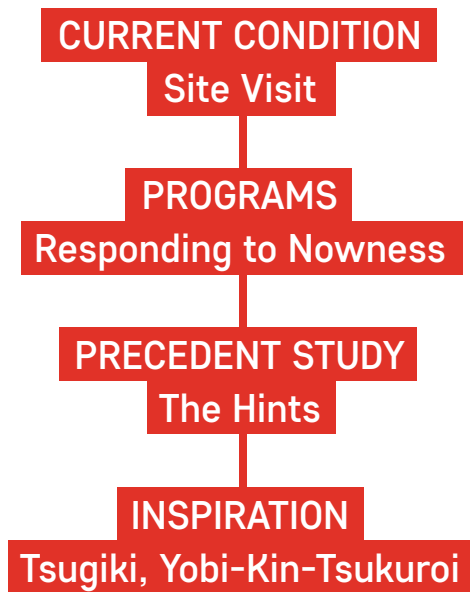 CURRENT CONDITION
Site Visit
PROGRAMS
Responding to Nowness
PRECEDENT STUDY
The Hints
INSPIRATION
Tsugiki, Yobi-Kin-Tsukuroi